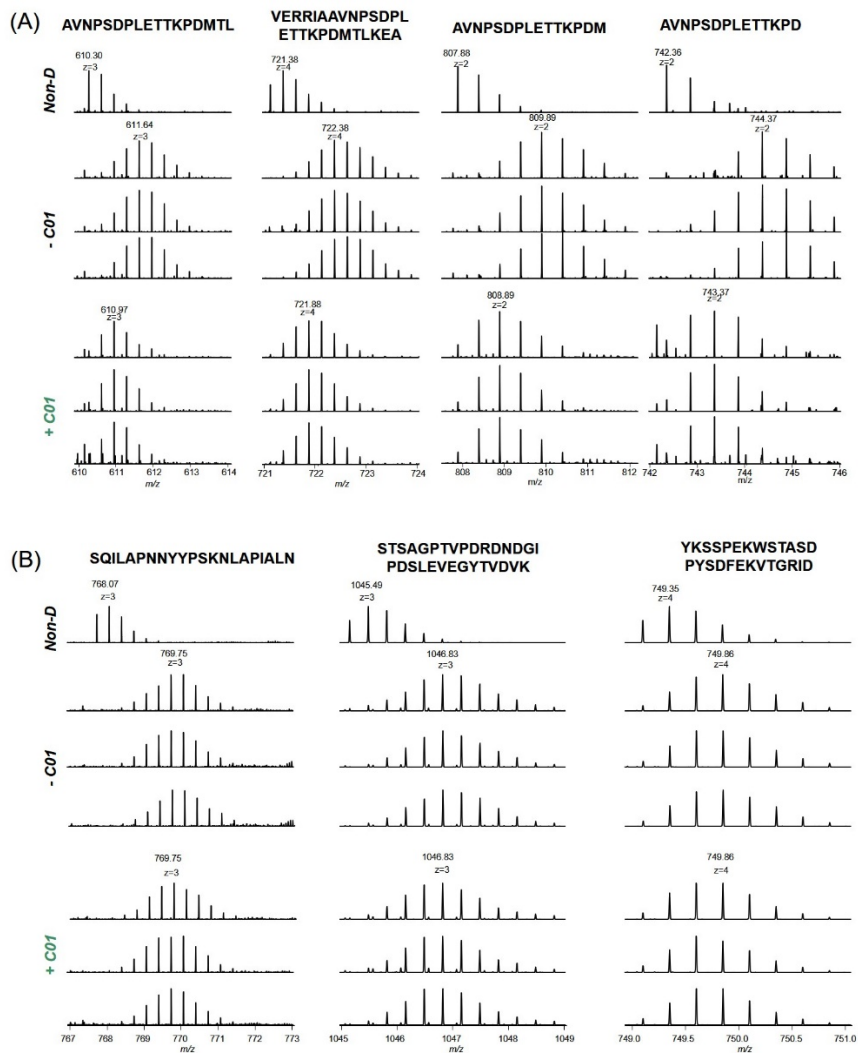 (A)
AVNPSDPLETTKPDMTL
VERRIAAVNPSDPL
ETTKPDMTLKEA
AVNPSDPLETTKPDM
AVNPSDPLETTKPD
Non-D
610.30
z=3
721.38
z=4
807.88
z=2
742.36
z=2
- C01
611.64
z=3
722.38
z=4
809.89
z=2
744.37
z=2
+ C01
610.97
z=3
721.88
z=4
808.89
z=2
743.37
z=2
610 611 612 613 614
721 722 723 724
808 809 810 811 812
742 743 744 745 746
m/z m/z m/z m/z
(B)
SQILAPNNYYPSKNLAPIALN
STSAGPTVPDRDNDGI
PDSLEVEGYTVDVK
YKSSPEKWSTASD
PYSDFEKVTGRID
Non-D
768.07
z=3
1045.49
z=3
749.35
z=4
- C01
769.75
z=3
1046.83
z=3
749.86
z=4
+ C01
769.75
z=3
1046.83
z=3
749.86
z=4
767 768 769 770 771 772 773
1045 1046 1047 1048 1049
749.0 749.5 750.0 750.5 751.0
m/z m/z m/z